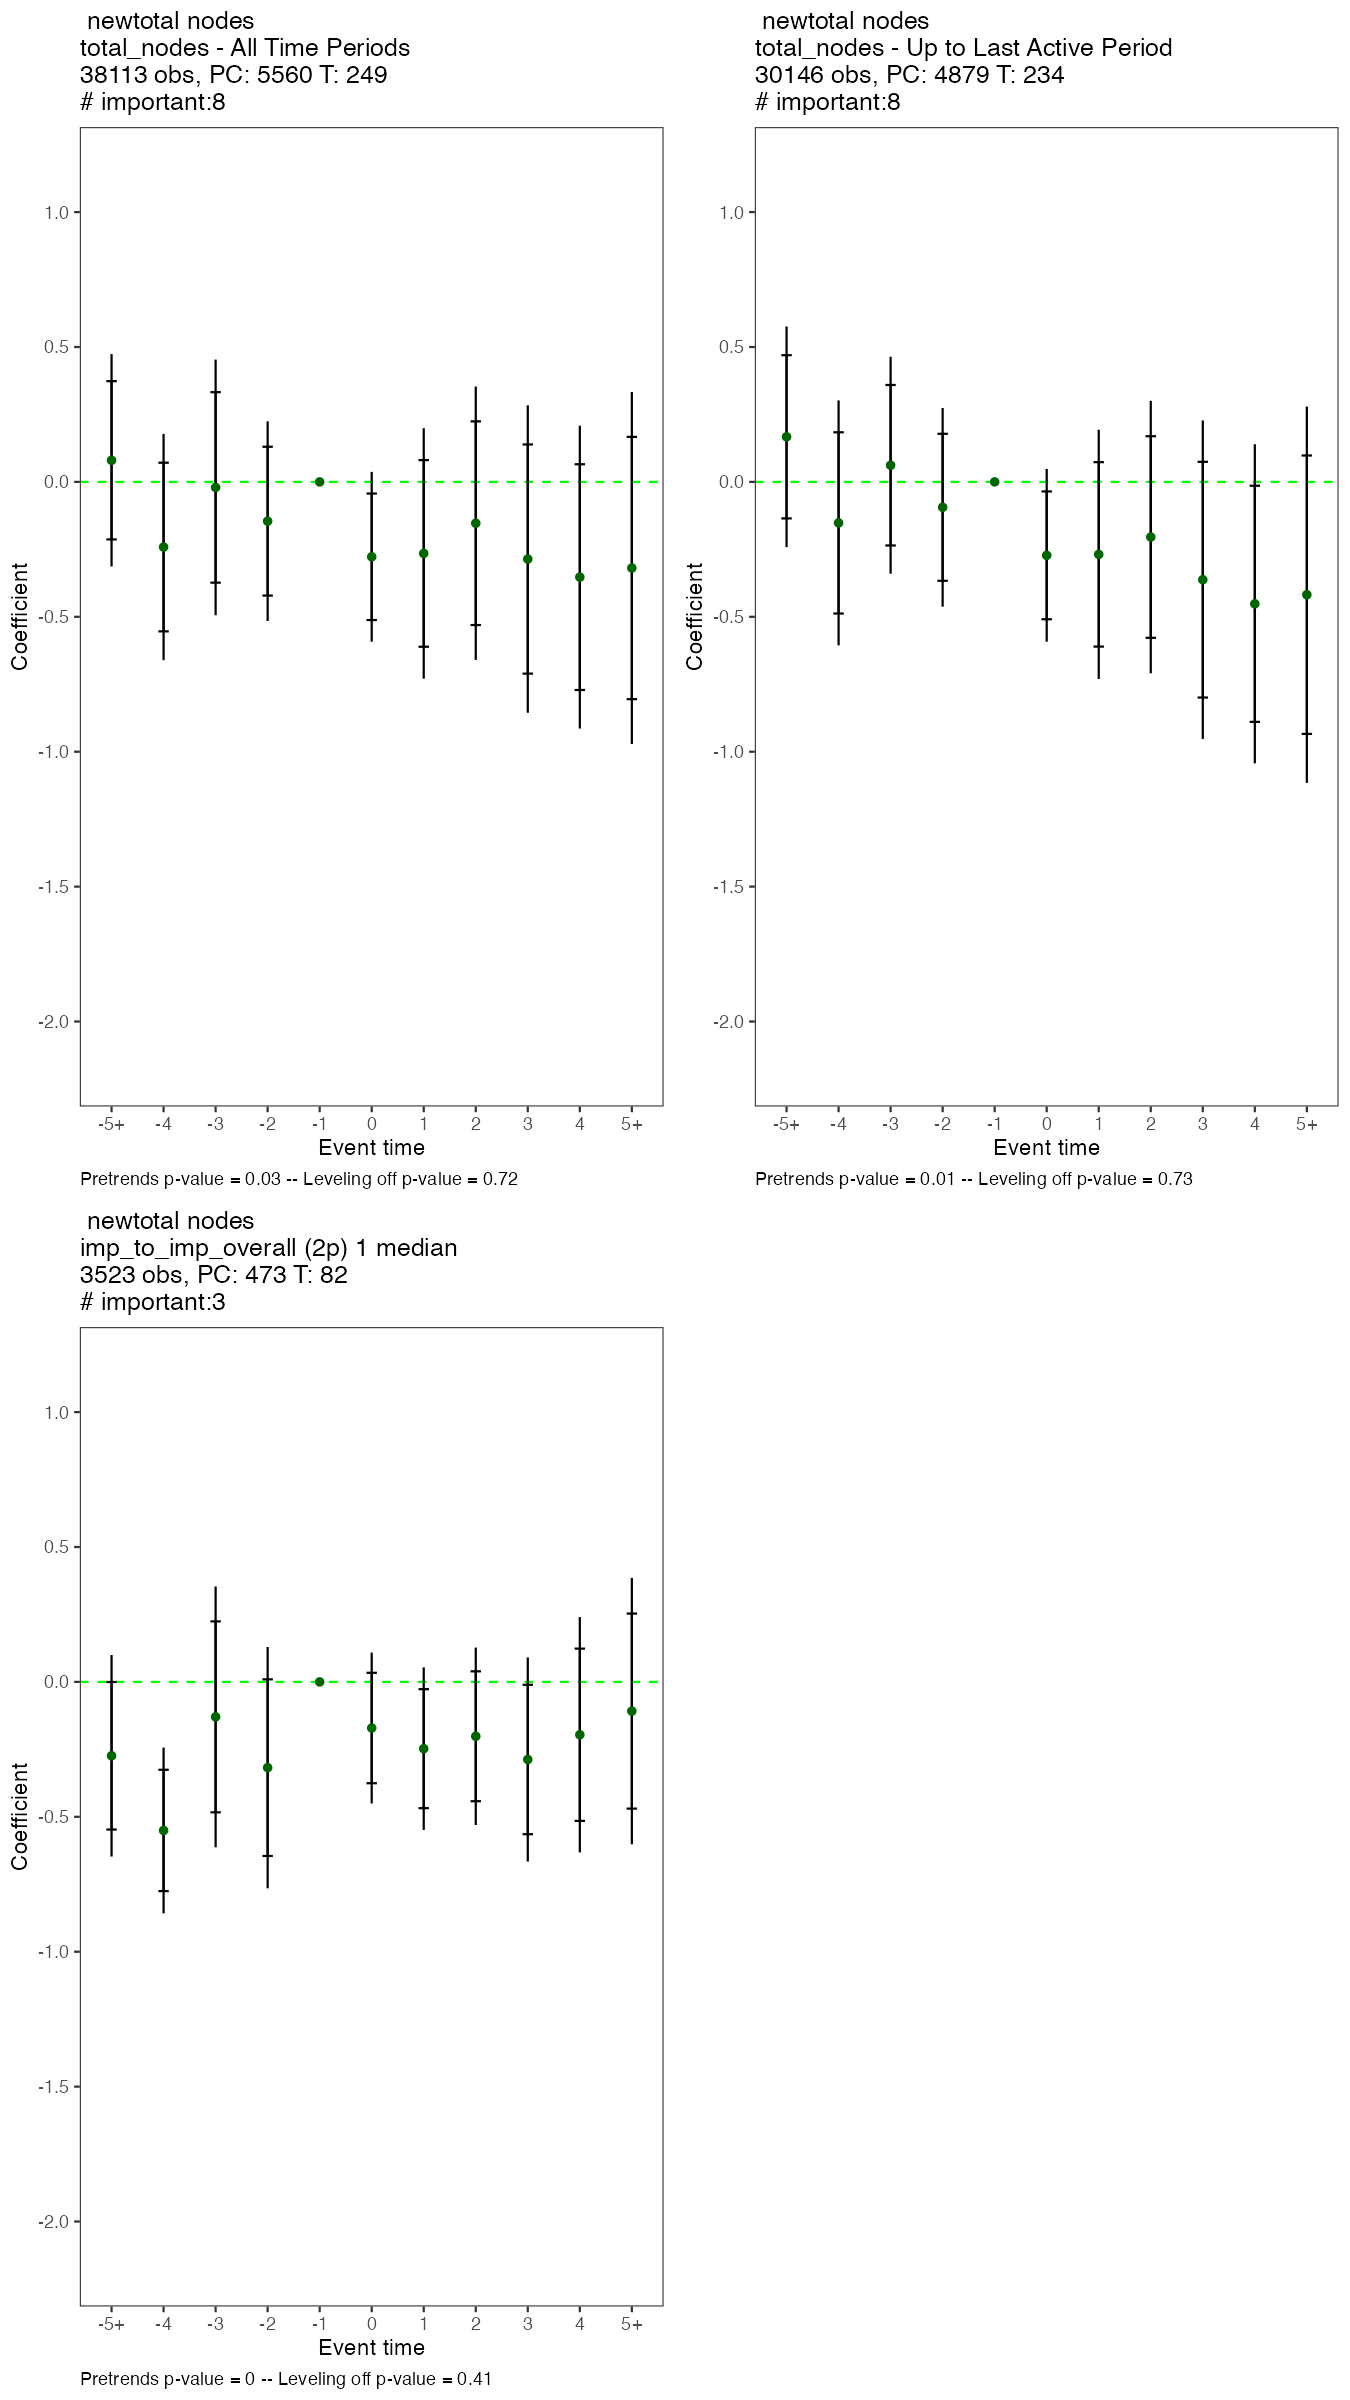 newtotal nodes
total_nodes - All Time Periods
38113 obs, PC: 5560 T: 249
# important:8
1.0
0.5
0.0
-0.5
-1.0
-1.5
-2.0
Coefficient
-5+ -4 -3 -2 -1 0 1 2 3 4 5+
Event time
Pretrends p-value = 0.03 -- Leveling off p-value = 0.72
newtotal nodes
total_nodes - Up to Last Active Period
30146 obs, PC: 4879 T: 234
# important:8
1.0
0.5
0.0
-0.5
-1.0
-1.5
-2.0
Coefficient
-5+ -4 -3 -2 -1 0 1 2 3 4 5+
Event time
Pretrends p-value = 0.01 -- Leveling off p-value = 0.73
newtotal nodes
imp_to_imp_overall (2p) 1 median
3523 obs, PC: 473 T: 82
# important:3
1.0
0.5
0.0
-0.5
-1.0
-1.5
-2.0
Coefficient
-5+ -4 -3 -2 -1 0 1 2 3 4 5+
Event time
Pretrends p-value = 0 -- Leveling off p-value = 0.41